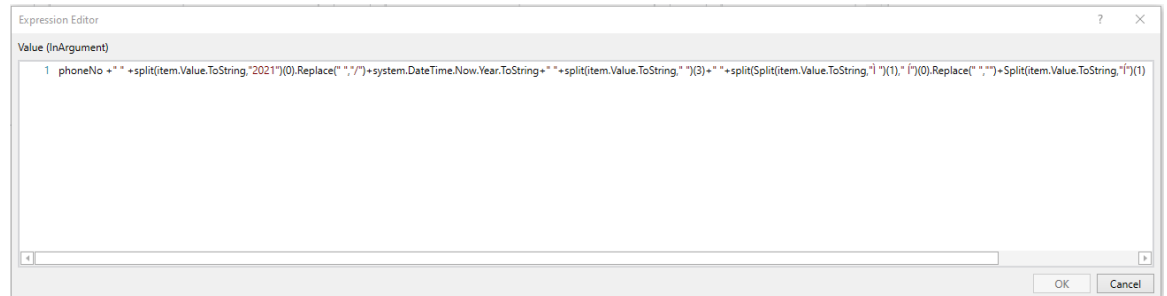 Expression Editor ? ×
Value (InArgument)
1 phoneNo +" " +split(item.Value.ToString,"2021")(0).Replace(" ","/")+system.DateTime.Now.Year.ToString+" "+split(item.Value.ToString," ")(3)+" "+split(Split(item.Value.ToString,"Ì ")(1)," Í")(0).Replace(" ","")+Split(item.Value.ToString,"Í")(1)
OK Cancel